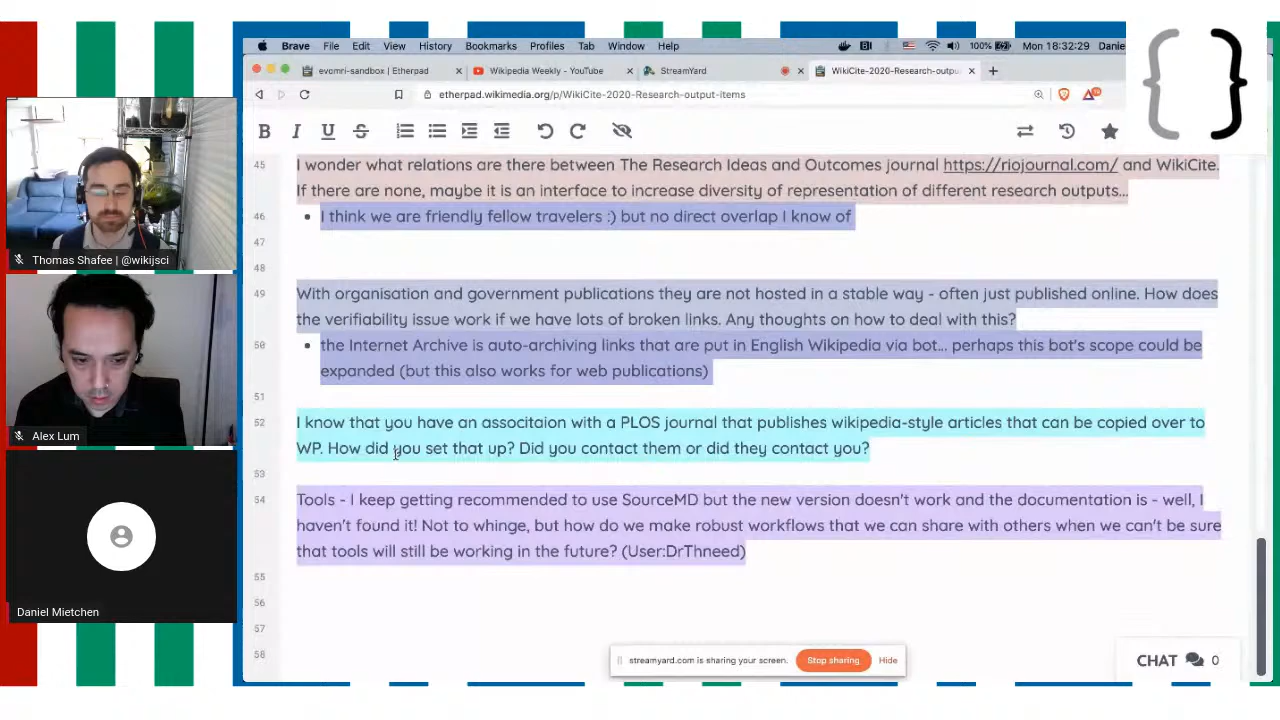 Brave File Edit View History Bookmarks Profiles Tab Window Help 100% Mon 18:32:29 Danie
evomri-sandbox | Etherpad × Wikipedia Weekly - YouTube × StreamYard × WikiCite-2020-Research-outpu ×
etherpad.wikimedia.org/p/WikiCite-2020-Research-output-items
45 I wonder what relations are there between The Research Ideas and Outcomes journal https://riojournal.com/ and WikiCite.
If there are none, maybe it is an interface to increase diversity of representation of different research outputs...
46 • I think we are friendly fellow travelers :) but no direct overlap I know of
47
48
49 With organisation and government publications they are not hosted in a stable way - often just published online. How does
the verifiability issue work if we have lots of broken links. Any thoughts on how to deal with this?
50 • the Internet Archive is auto-archiving links that are put in English Wikipedia via bot... perhaps this bot's scope could be
expanded (but this also works for web publications)
51
52 I know that you have an associtaion with a PLOS journal that publishes wikipedia-style articles that can be copied over to
WP. How did you set that up? Did you contact them or did they contact you?
53
54 Tools - I keep getting recommended to use SourceMD but the new version doesn't work and the documentation is - well, I
haven't found it! Not to whinge, but how do we make robust workflows that we can share with others when we can't be sure
that tools will still be working in the future? (User:DrThneed)
55
56
57
58
streamyard.com is sharing your screen. Stop sharing Hide
CHAT 0
Thomas Shafee | @wikijsci
Alex Lum
Daniel Mietchen